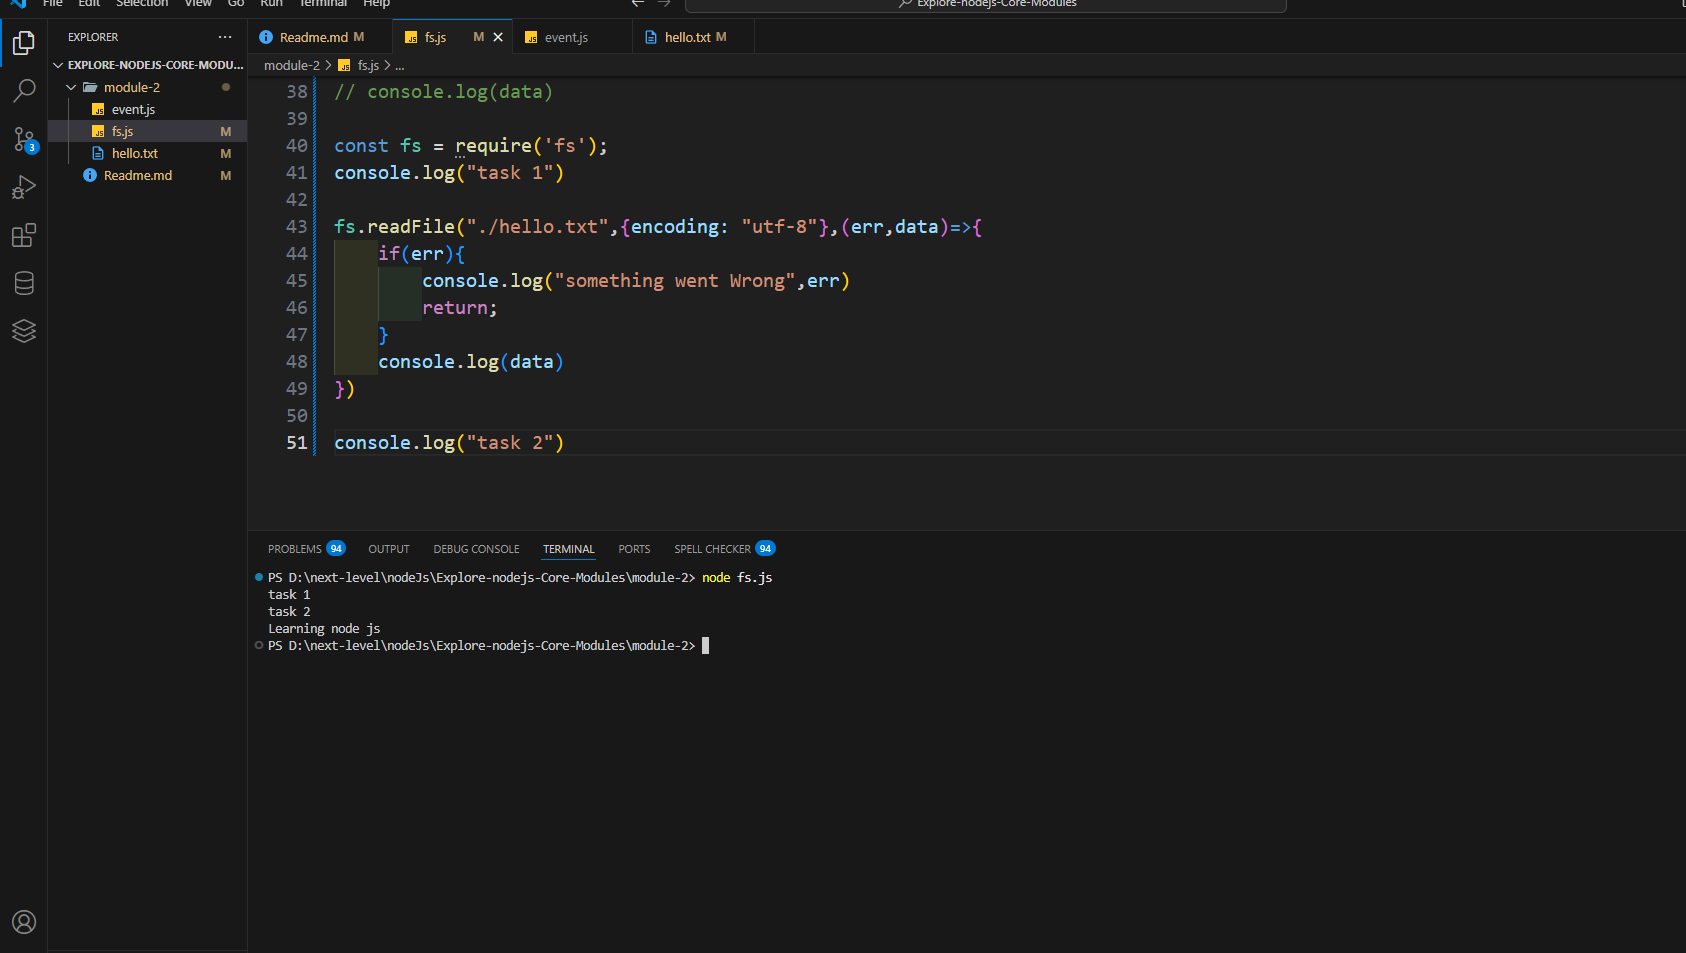 File Edit Selection View Go Run Terminal Help
Explore-nodejs-Core-Modules
EXPLORER ...
EXPLORE-NODEJS-CORE-MODU...
module-2
JS event.js
JS fs.js M
hello.txt M
Readme.md M
3
Readme.md M
JS fs.js M
JS event.js
hello.txt M
module-2 > JS fs.js > ...
38 // console.log(data)
39
40 const fs = require('fs');
41 console.log("task 1")
42
43 fs.readFile("./hello.txt",{encoding: "utf-8"},(err,data)=>{
44     if(err){
45         console.log("something went Wrong",err)
46         return;
47     }
48     console.log(data)
49 })
50
51 console.log("task 2")
PROBLEMS 94 OUTPUT DEBUG CONSOLE TERMINAL PORTS SPELL CHECKER 94
PS D:\next-level\nodeJs\Explore-nodejs-Core-Modules\module-2> node fs.js
task 1
task 2
Learning node js
PS D:\next-level\nodeJs\Explore-nodejs-Core-Modules\module-2>